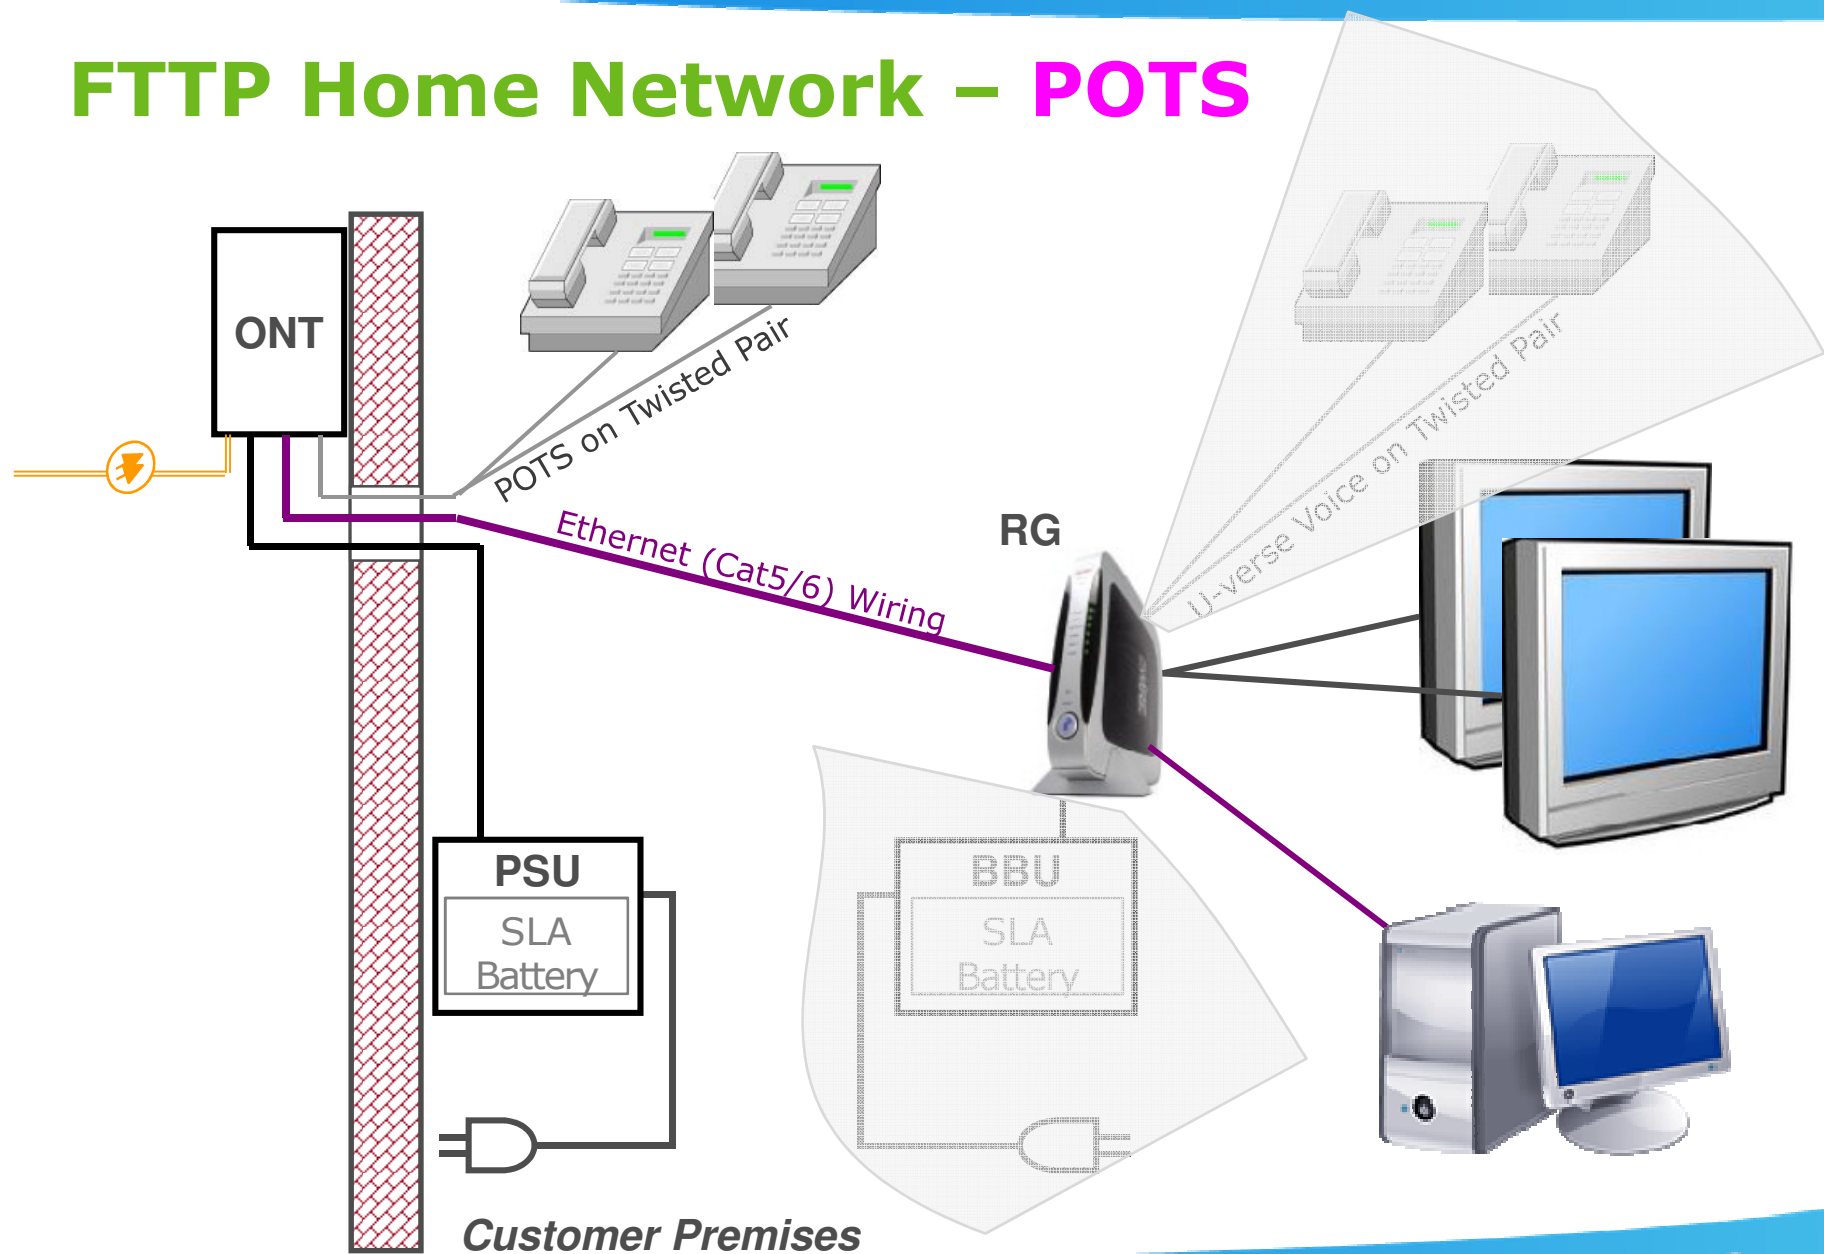 FTTP Home Network – POTS
ONT
POTS on Twisted Pair
Ethernet (Cat5/6) Wiring
RG
U-verse Voice on Twisted Pair
PSU
SLA
Battery
BBU
SLA
Battery
Customer Premises